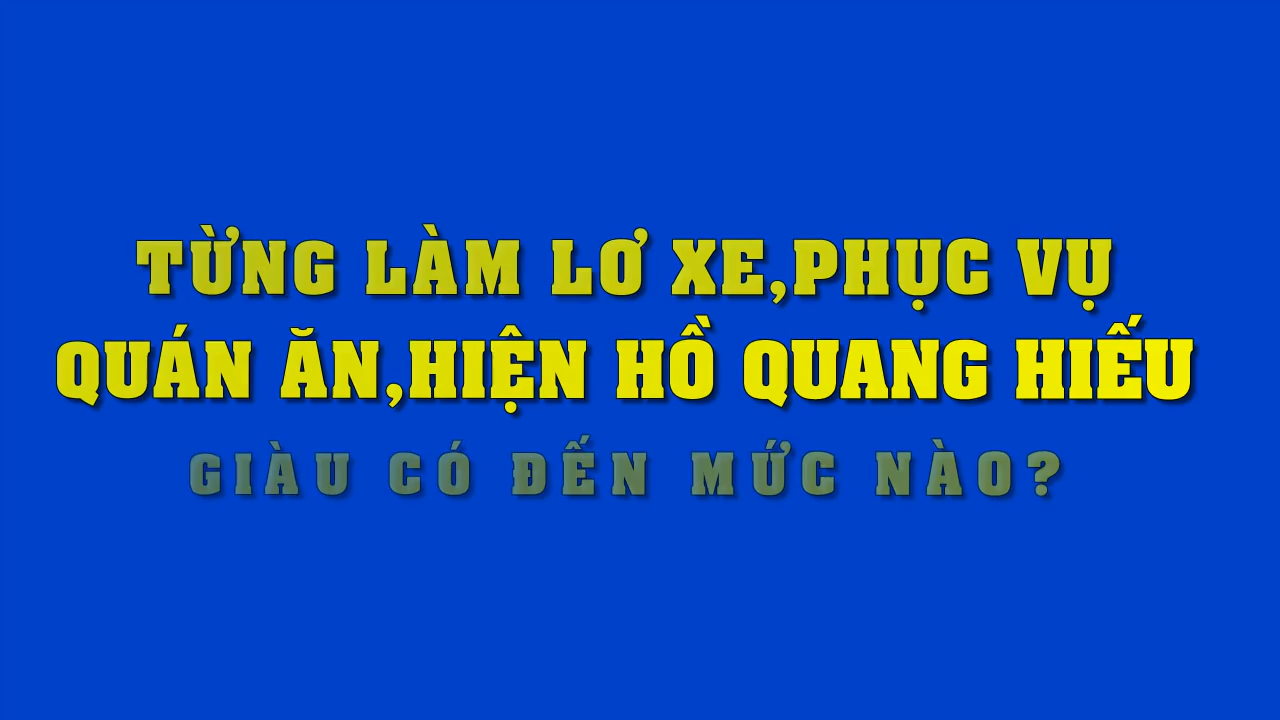 TỪNG LÀM LƠ XE,PHỤC VỤ
QUÁN ĂN,HIỆN HỒ QUANG HIẾU
GIÀU CÓ ĐẾN MỨC NÀO?